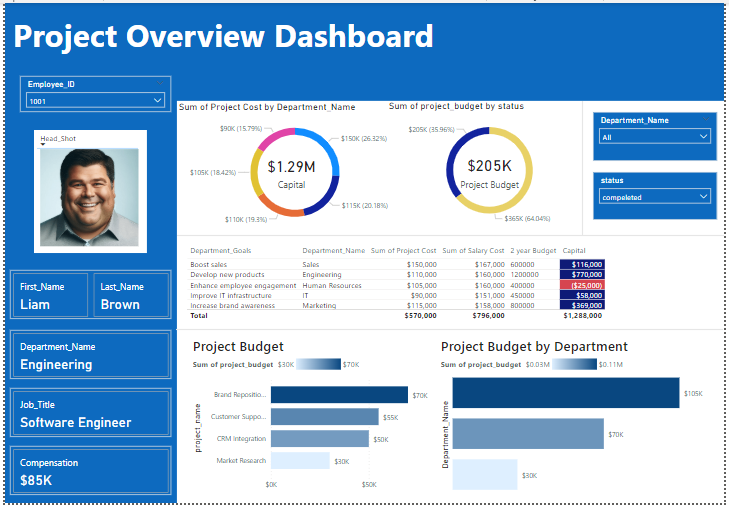 Project Overview Dashboard
Employee_ID
1001
Head_Shot
First_Name
Liam
Last_Name
Brown
Department_Name
Engineering
Job_Title
Software Engineer
Compensation
$85K
Sum of Project Cost by Department_Name
$90K (15.79%)
$150K (26.32%)
$105K (18.42%)
$1.29M
Capital
$115K (20.18%)
$110K (19.3%)
Sum of project_budget by status
$205K (35.96%)
$205K
Project Budget
$365K (64.04%)
Department_Name
All
status
compeleted
Department_Goals Department_Name Sum of Project Cost Sum of Salary Cost 2 year Budget Capital
Boost sales Sales $150,000 $167,000 600000 $116,000
Develop new products Engineering $110,000 $160,000 1200000 $770,000
Enhance employee engagement Human Resources $105,000 $160,000 400000 ($25,000)
Improve IT infrastructure IT $90,000 $151,000 450000 $58,000
Increase brand awareness Marketing $115,000 $158,000 800000 $369,000
Total $570,000 $796,000 $1,288,000
Project Budget
Sum of project_budget $30K $70K
project_name
Brand Repositio... $70K
Customer Suppo... $55K
CRM Integration $50K
Market Research $30K
$0K $50K
Project Budget by Department
Sum of project_budget $0.03M $0.11M
Department_Name
$105K
$70K
$30K